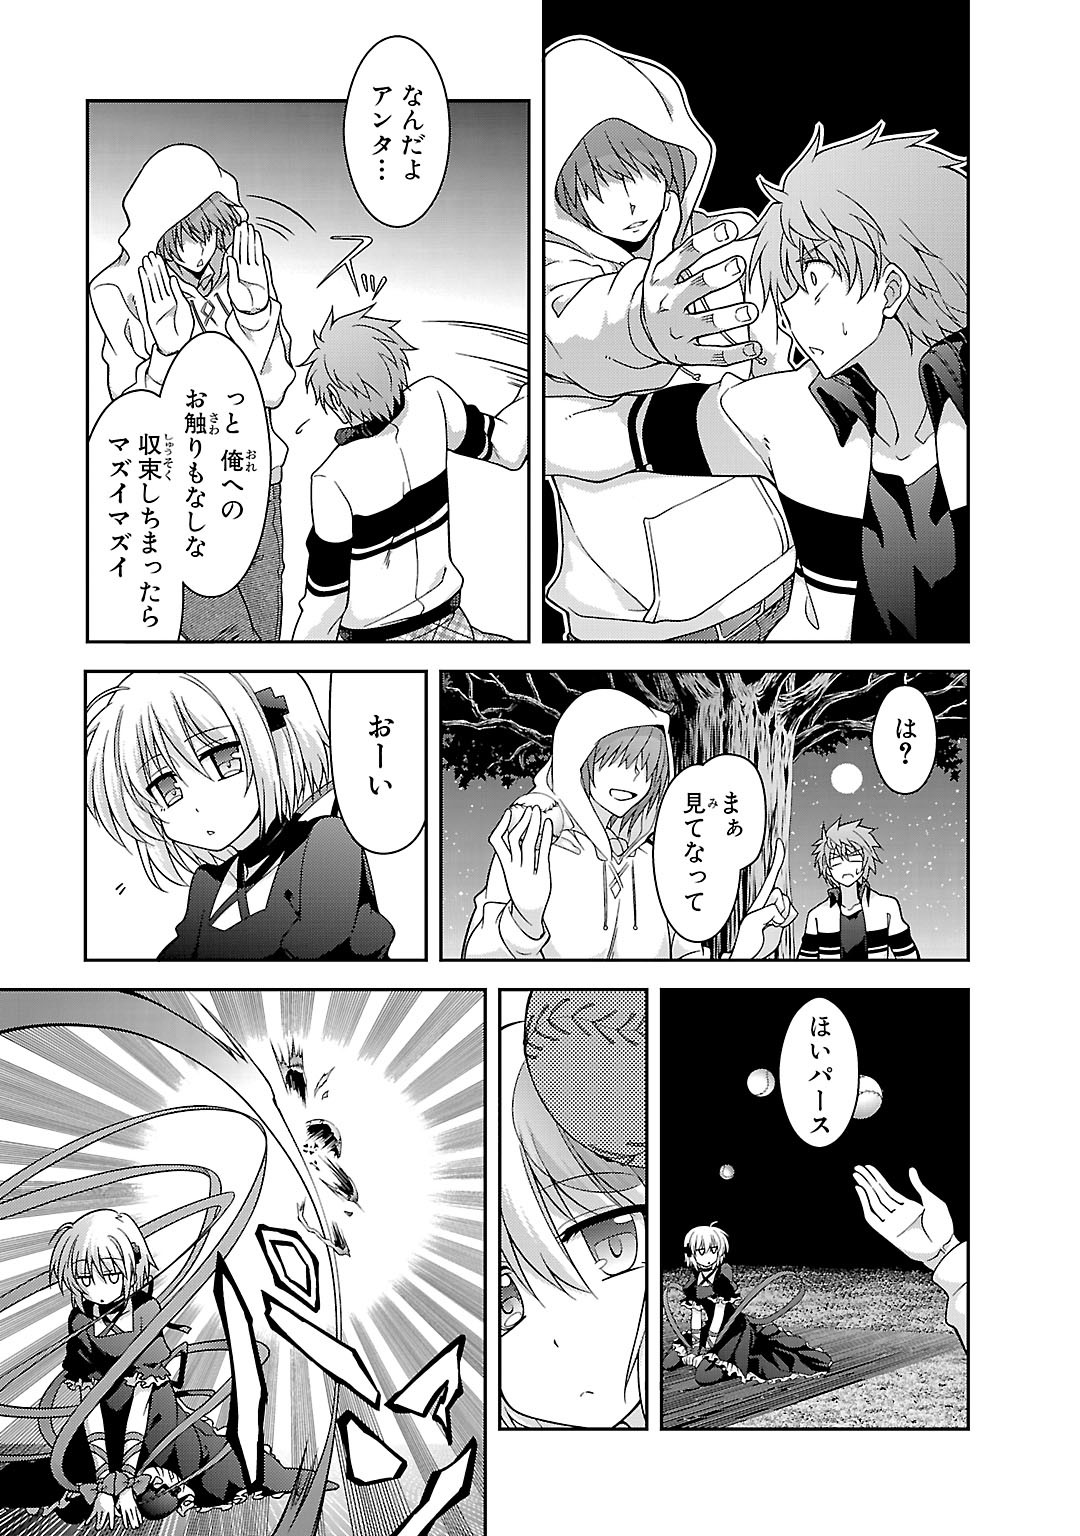 なんだよ
アンタ…
っと 俺への
お触りもなしな
収束しちまったら
マズイマズイ
は?
まぁ
見てなって
おーい
ほいパース